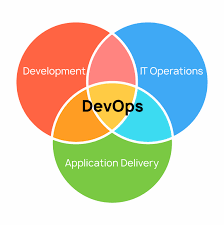 Development
IT Operations
DevOps
Application Delivery